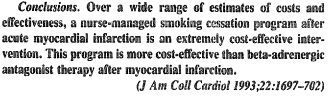 Conclusions. Over a wide range of estimates of costs and
effectiveness, a nurse-managed smoking cessation program after
acute myocardial infarction is an extremely cost-effective inter-
vention. This program is more cost-effective than beta-adrenergic
antagonist therapy after myocardial infarction.
(J Am Coll Cardiol 1993;22:1697–702)